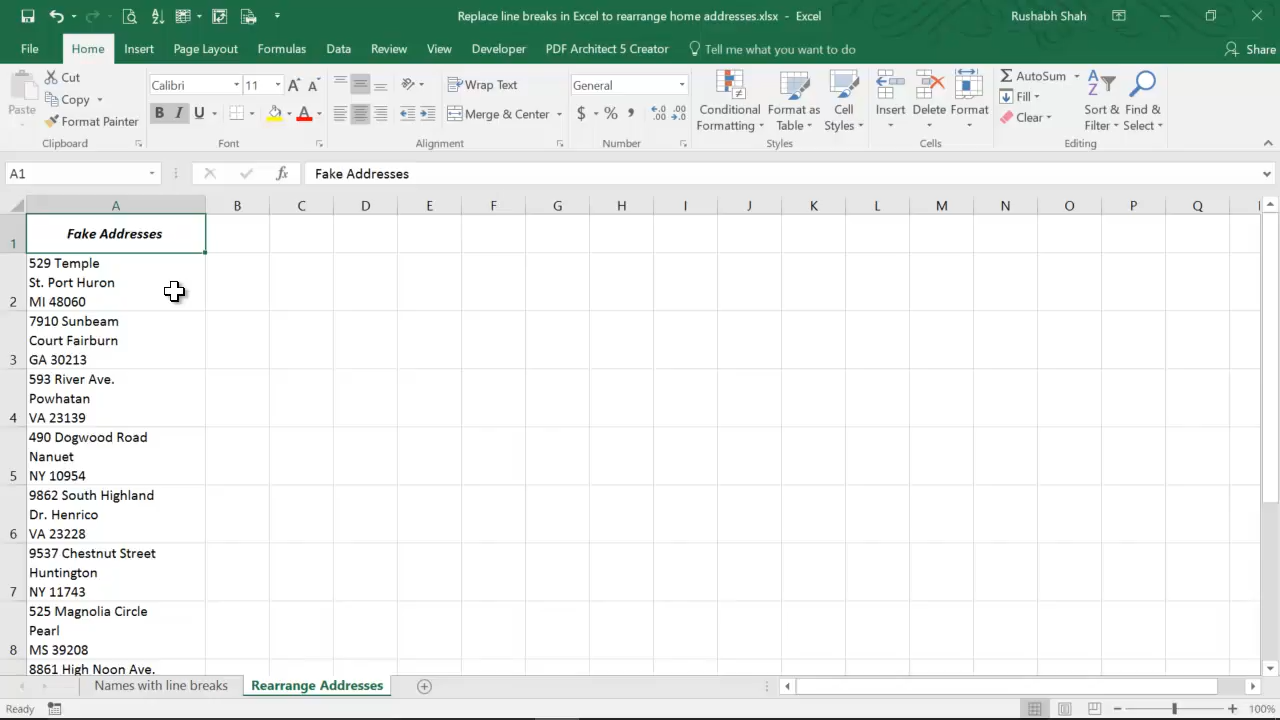 Replace line breaks in Excel to rearrange home addresses.xlsx - Excel
Rushabh Shah
File Home Insert Page Layout Formulas Data Review View Developer PDF Architect 5 Creator Tell me what you want to do Share
Paste
Cut
Copy
Format Painter
Calibri 11
B I U
Wrap Text
Merge & Center
General
$ % ,
Conditional Formatting
Format as Table
Cell Styles
Insert Delete Format
AutoSum
Fill
Clear
Sort & Filter
Find & Select
Clipboard Font Alignment Number Styles Cells Editing
A1 fx Fake Addresses
A B C D E F G H I J K L M N O P Q
1 Fake Addresses
529 Temple
St. Port Huron
2 MI 48060
7910 Sunbeam
Court Fairburn
3 GA 30213
593 River Ave.
Powhatan
4 VA 23139
490 Dogwood Road
Nanuet
5 NY 10954
9862 South Highland
Dr. Henrico
6 VA 23228
9537 Chestnut Street
Huntington
7 NY 11743
525 Magnolia Circle
Pearl
8 MS 39208
8861 High Noon Ave.
Names with line breaks Rearrange Addresses
Ready 100%